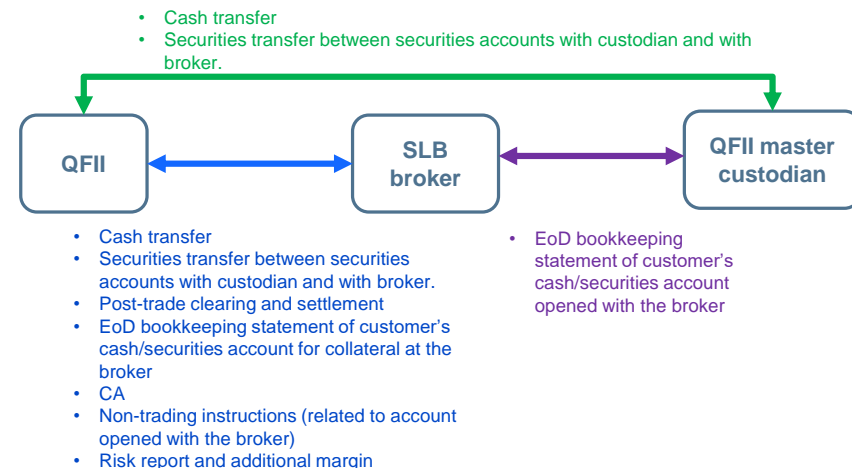 • Cash transfer
• Securities transfer between securities accounts with custodian and with
broker.
QFII
SLB
broker
QFII master
custodian
• Cash transfer
• Securities transfer between securities
accounts with custodian and with broker.
• Post-trade clearing and settlement
• EoD bookkeeping statement of customer's
cash/securities account for collateral at the
broker
• CA
• Non-trading instructions (related to account
opened with the broker)
• Risk report and additional margin
• EoD bookkeeping
statement of customer's
cash/securities account
opened with the broker